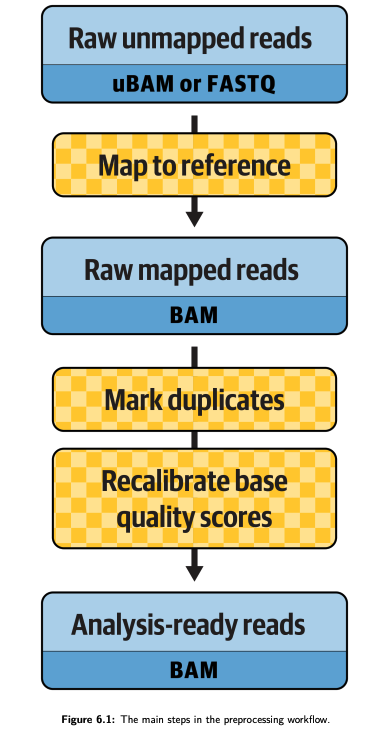 Raw unmapped reads
uBAM or FASTQ
Map to reference
Raw mapped reads
BAM
Mark duplicates
Recalibrate base
quality scores
Analysis-ready reads
BAM
Figure 6.1: The main steps in the preprocessing workflow.